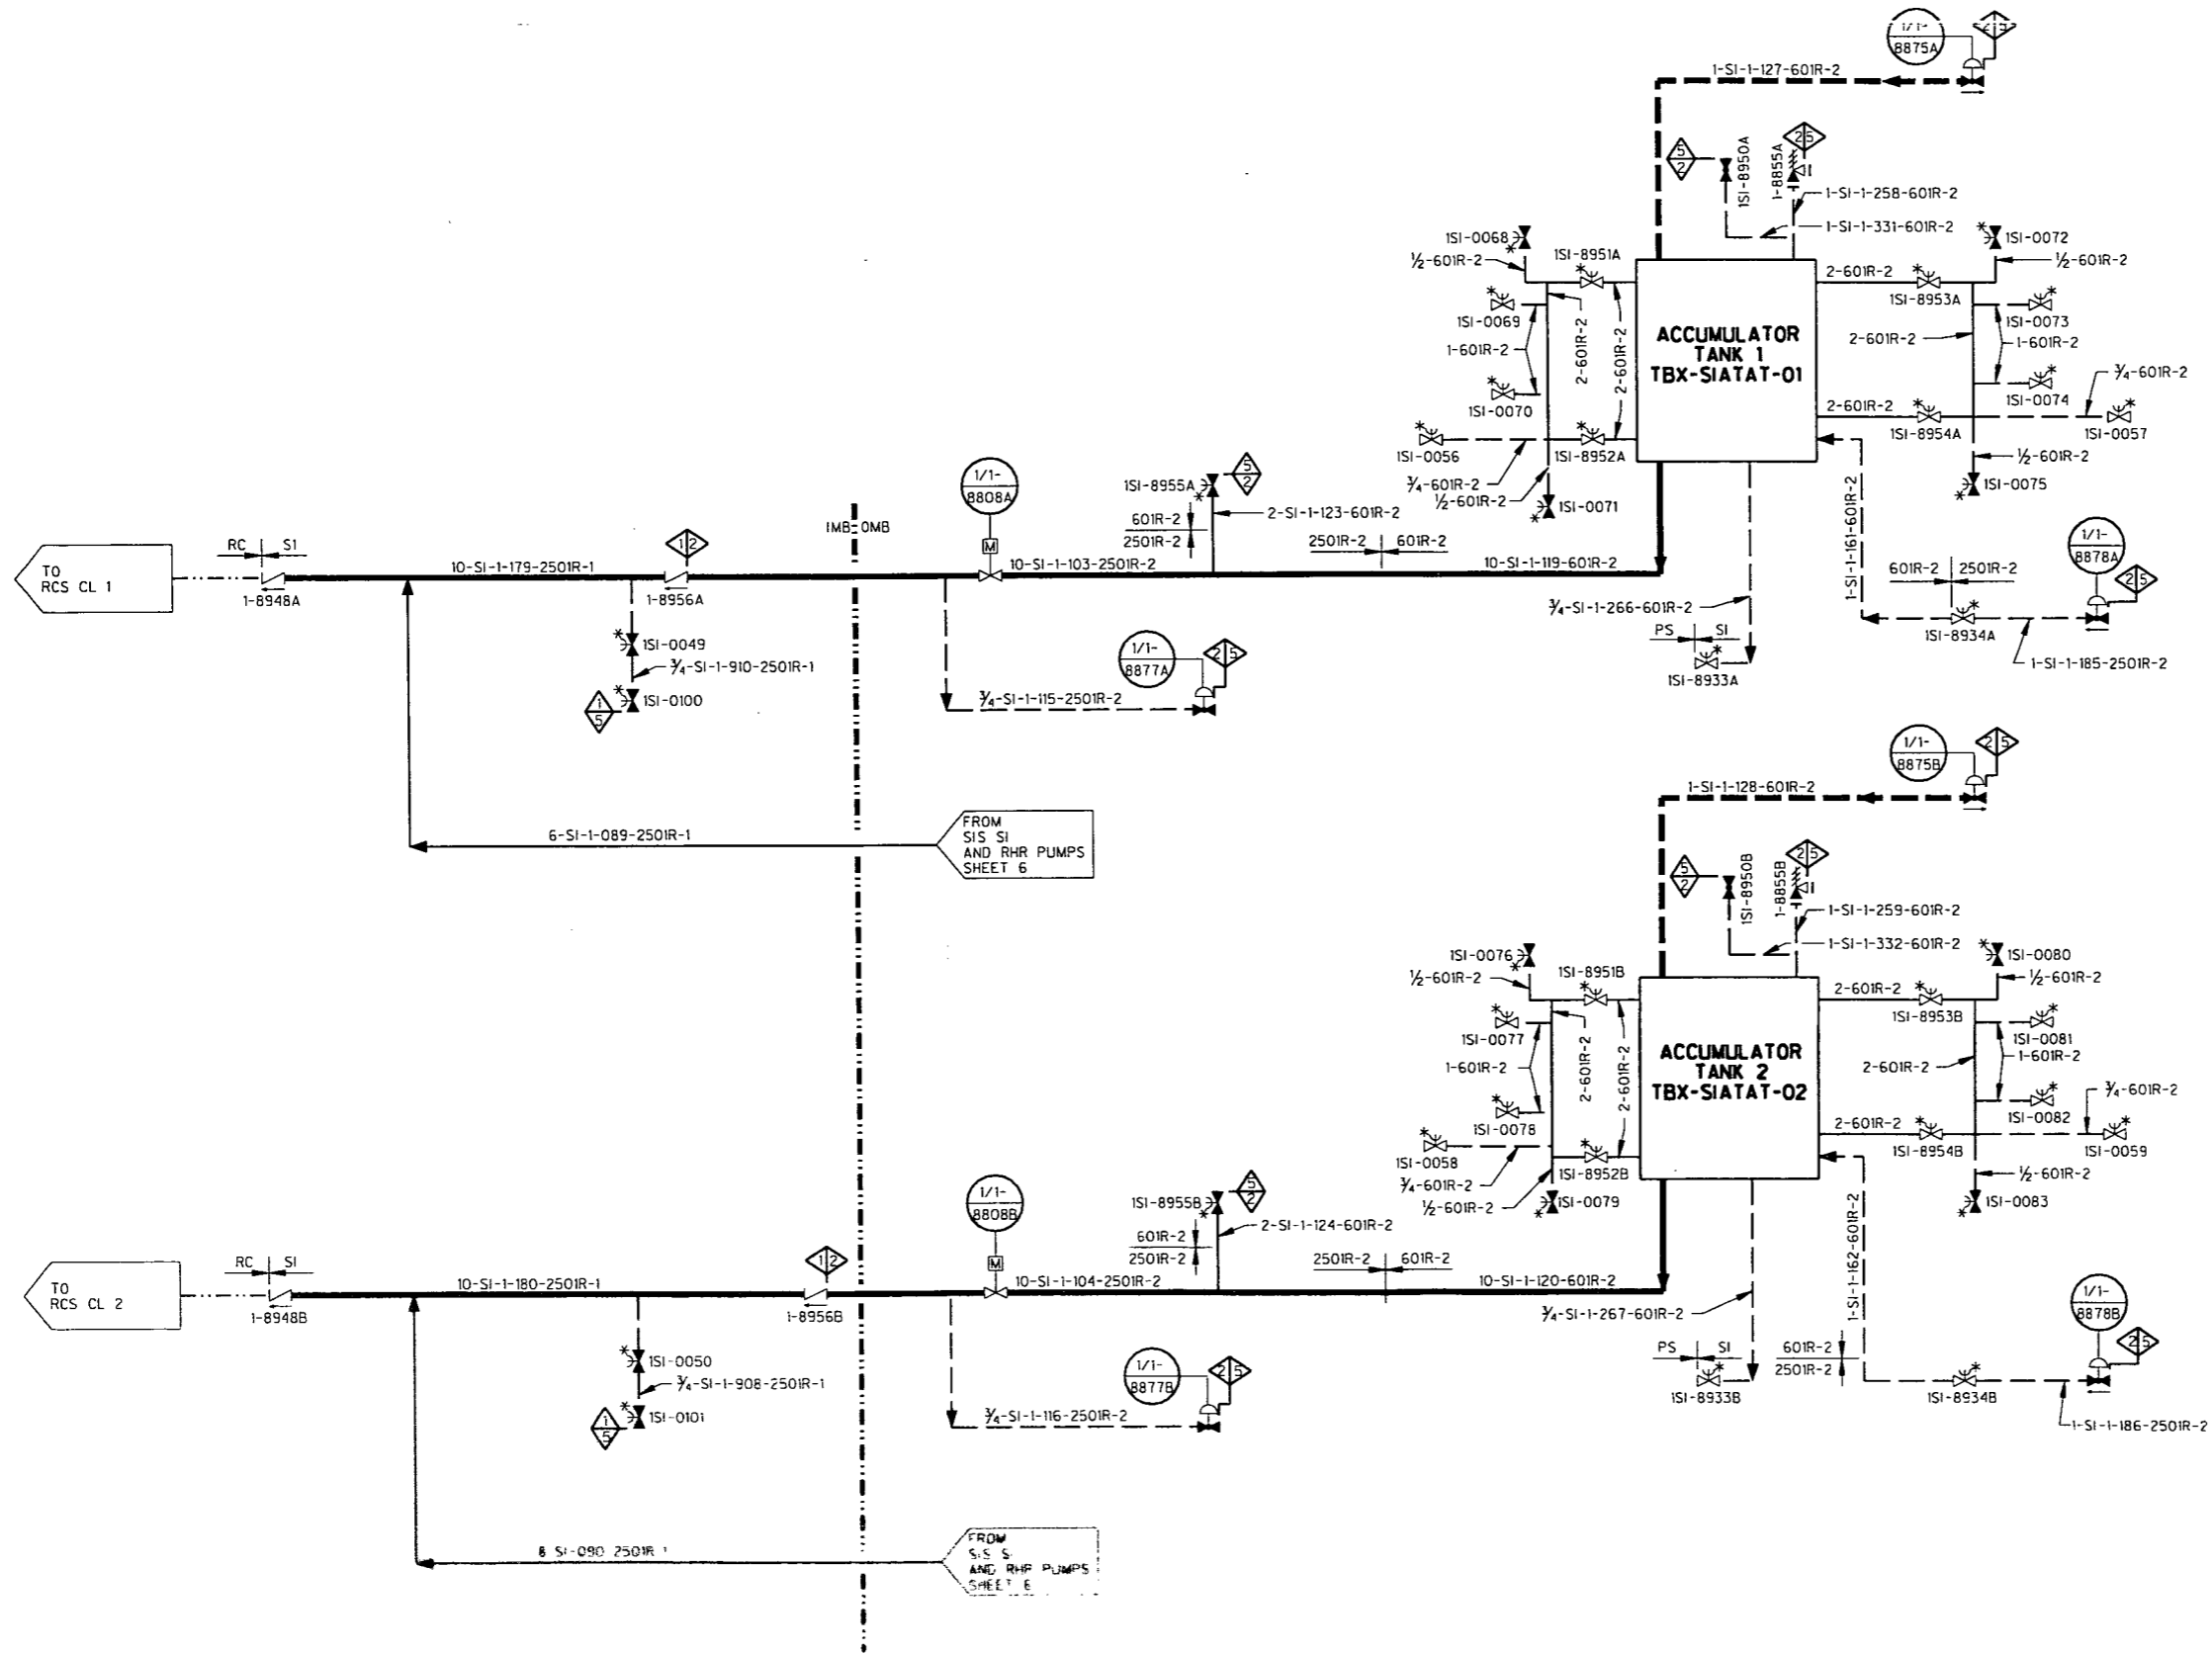 1/1-
8875A
1-SI-1-127-601R-2
5
2
1SI-8950A
1-8855A
2 5
1-SI-1-258-601R-2
1-SI-1-331-601R-2
1SI-0068
½-601R-2
1SI-8951A
1SI-0069
1-601R-2
1SI-0070
2-601R-2
2-601R-2
1SI-0056
¾-601R-2
½-601R-2
1SI-8952A
1SI-0071
ACCUMULATOR
TANK 1
TBX-SIATAT-01
2-601R-2
1SI-8953A
1SI-0072
½-601R-2
1SI-0073
2-601R-2
1-601R-2
1SI-0074
¾-601R-2
2-601R-2
1SI-8954A
1SI-0057
½-601R-2
1SI-0075
TO
RCS CL 1
RC
SI
1-8948A
10-SI-1-179-2501R-1
1 2
1-8956A
IMB
OMB
1/1-
8808A
M
10-SI-1-103-2501R-2
1SI-8955A
5
2
601R-2
2501R-2
2-SI-1-123-601R-2
2501R-2
601R-2
10-SI-1-119-601R-2
¾-SI-1-266-601R-2
PS
SI
1SI-8933A
1-SI-1-161-601R-2
601R-2
2501R-2
1SI-8934A
1/1-
8878A
2 5
1-SI-1-185-2501R-2
1SI-0049
¾-SI-1-910-2501R-1
1SI-0100
1
5
1/1-
8877A
2 5
¾-SI-1-115-2501R-2
6-SI-1-089-2501R-1
FROM
SIS SI
AND RHR PUMPS
SHEET 6
1/1-
8875B
2 5
1-SI-1-128-601R-2
5
2
1SI-8950B
1-8855B
2 5
1-SI-1-259-601R-2
1-SI-1-332-601R-2
1SI-0076
½-601R-2
1SI-8951B
1SI-0077
1-601R-2
1SI-0078
2-601R-2
2-601R-2
1SI-0058
¾-601R-2
½-601R-2
1SI-8952B
1SI-0079
ACCUMULATOR
TANK 2
TBX-SIATAT-02
2-601R-2
1SI-8953B
1SI-0080
½-601R-2
1SI-0081
2-601R-2
1-601R-2
1SI-0082
¾-601R-2
2-601R-2
1SI-8954B
1SI-0059
½-601R-2
1SI-0083
TO
RCS CL 2
RC
SI
1-8948B
10-SI-1-180-2501R-1
1 2
1-8956B
1/1-
8808B
M
10-SI-1-104-2501R-2
1SI-8955B
5
2
601R-2
2501R-2
2-SI-1-124-601R-2
2501R-2
601R-2
10-SI-1-120-601R-2
¾-SI-1-267-601R-2
PS
SI
1SI-8933B
1-SI-1-162-601R-2
601R-2
2501R-2
1SI-8934B
1/1-
8878B
2 5
1-SI-1-186-2501R-2
1SI-0050
¾-SI-1-908-2501R-1
1SI-0101
1
5
1/1-
8877B
2 5
¾-SI-1-116-2501R-2
SI-090 2501R
FROM
AND RHR PUMPS